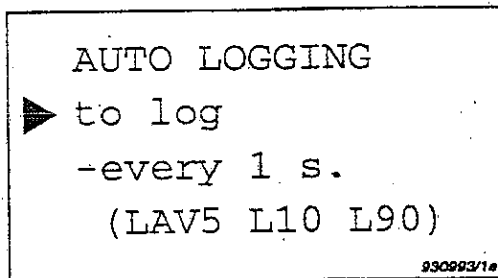 AUTO LOGGING
to log
-every 1 s.
(LAV5 L10 L90)
930993/1e